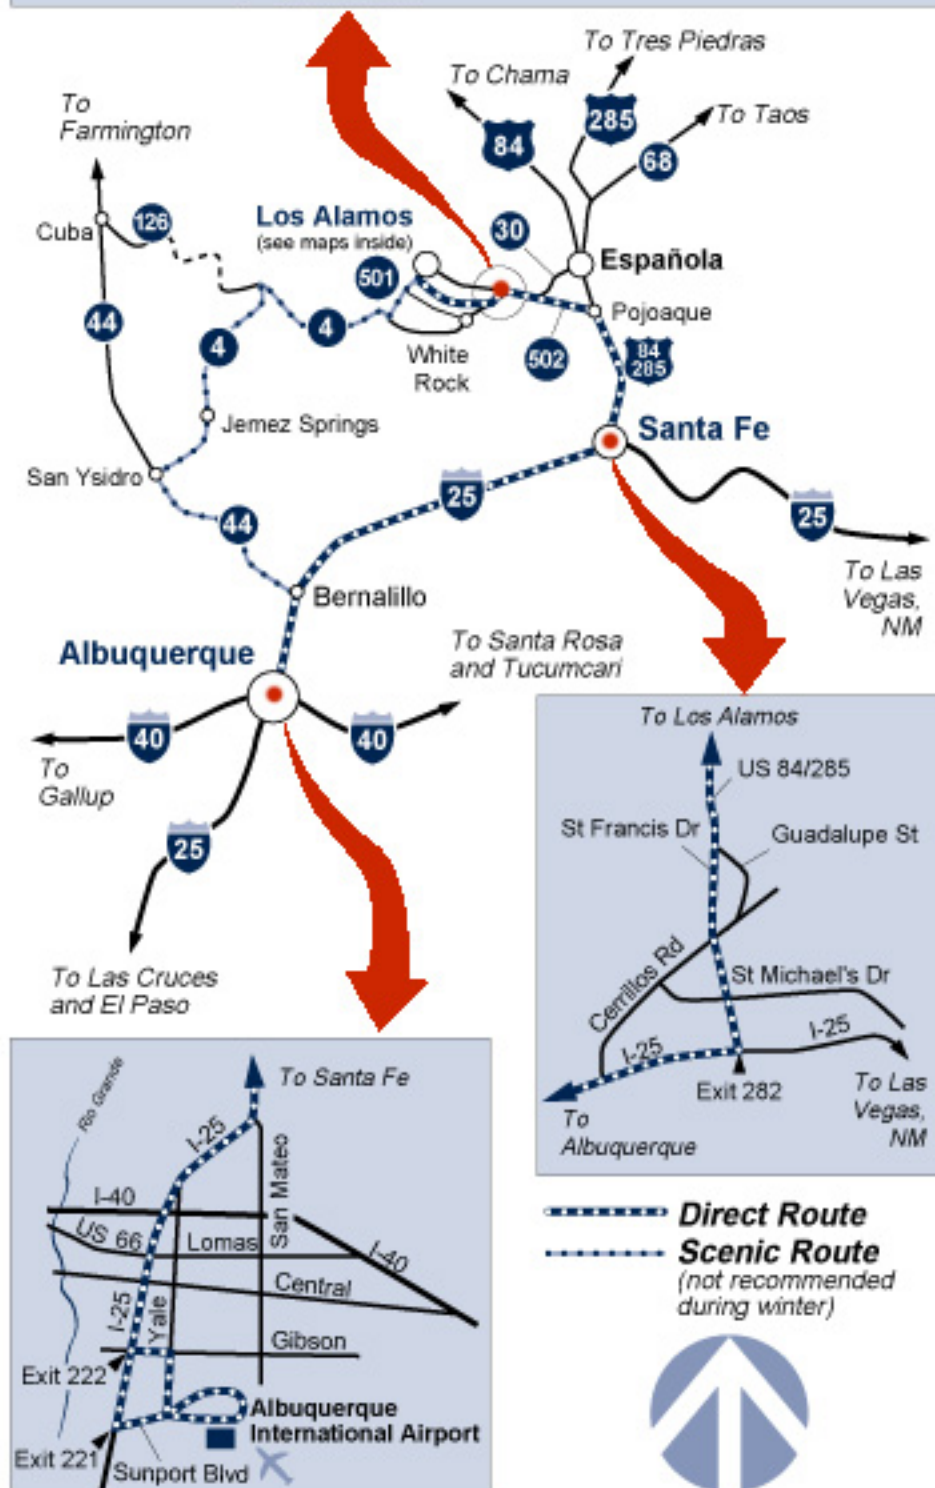 To Tres Piedras
To Chama
To
Farmington
285
To Taos
84
68
Cuba
126
Los Alamos
(see maps inside)
30
Española
501
44
4
4
Pojoaque
White
Rock
502
84
285
Jemez Springs
Santa Fe
San Ysidro
25
25
44
To Las
Vegas,
NM
Bernalillo
Albuquerque
To Santa Rosa
and Tucumcari
40
40
To
Gallup
25
To Las Cruces
and El Paso
To Los Alamos
US 84/285
St Francis Dr
Guadalupe St
Cerrillos Rd
St Michael's Dr
I-25
I-25
Exit 282
To
Albuquerque
To Las
Vegas,
NM
Rio Grande
To Santa Fe
I-25
San Mateo
I-40
US 66
Lomas
I-40
Central
I-25
Yale
Gibson
Exit 222
Albuquerque
International Airport
Exit 221
Sunport Blvd
Direct Route
Scenic Route
(not recommended
during winter)